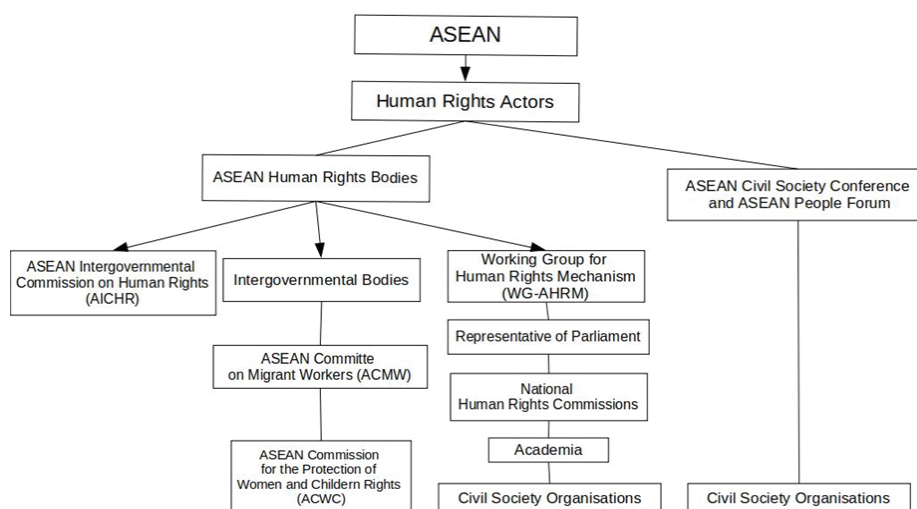 ASEAN
Human Rights Actors
ASEAN Human Rights Bodies
ASEAN Civil Society Conference
and ASEAN People Forum
ASEAN Intergovernmental
Commission on Human Rights
(AICHR)
Intergovernmental Bodies
Working Group for
Human Rights Mechanism
(WG-AHRM)
Representative of Parliament
ASEAN Committe
on Migrant Workers (ACMW)
National
Human Rights Commissions
Academia
ASEAN Commission
for the Protection of
Women and Childern Rights
(ACWC)
Civil Society Organisations
Civil Society Organisations